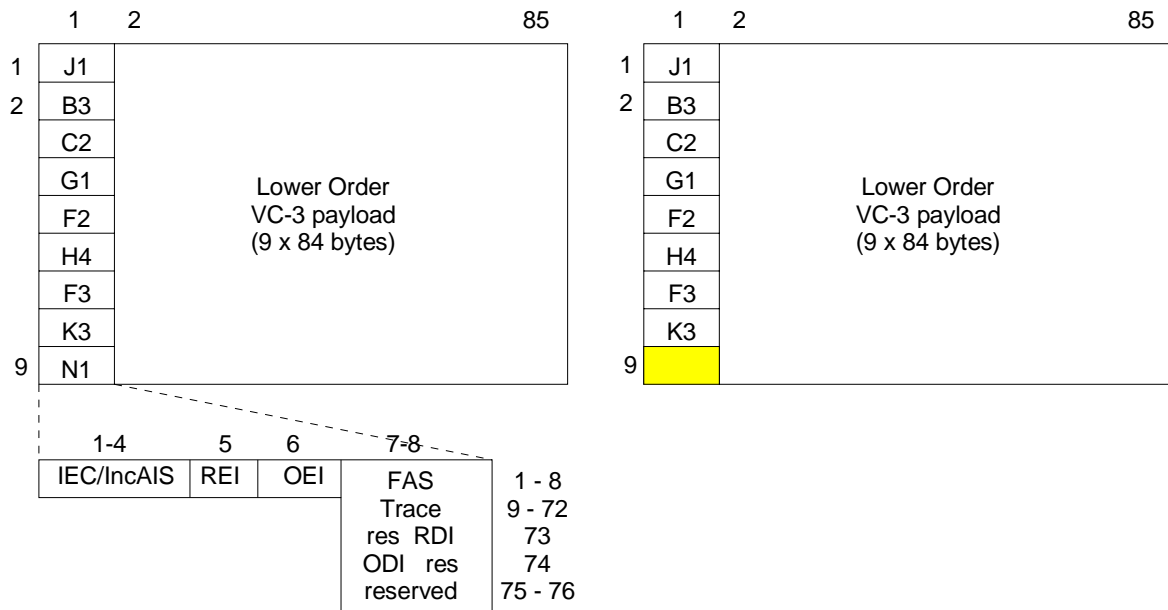 1 2 85
1 J1
2 B3
C2
G1
F2
H4
F3
K3
9 N1
Lower Order
VC-3 payload
(9 x 84 bytes)
1 2 85
1 J1
2 B3
C2
G1
F2
H4
F3
K3
9
Lower Order
VC-3 payload
(9 x 84 bytes)
1-4 5 6 7-8
IEC/IncAIS REI OEI FAS 1 - 8
Trace 9 - 72
res RDI 73
ODI res 74
reserved 75 - 76